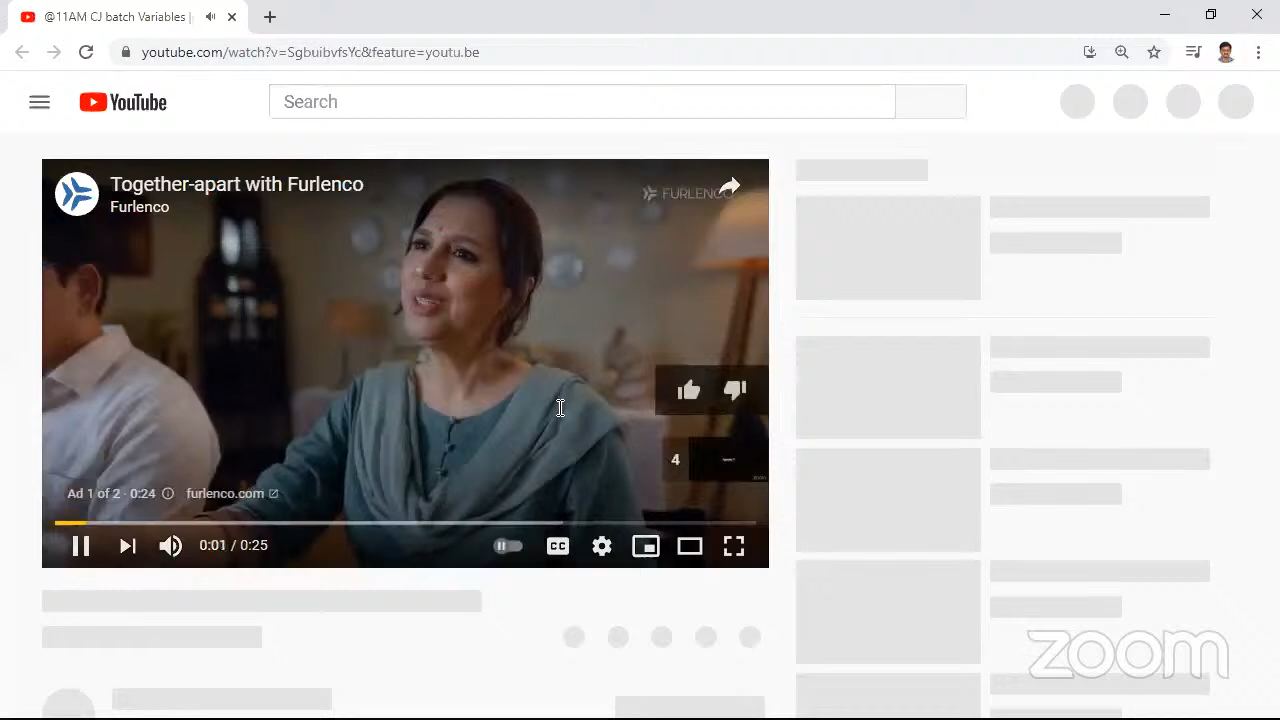 @11AM CJ batch Variables |
youtube.com/watch?v=SgbuibvfsYc&feature=youtu.be
YouTube
Search
Together-apart with Furlenco
Furlenco
FURLENCO
4
Ad 1 of 2 · 0:24
furlenco.com
0:01 / 0:25
CC
zoom